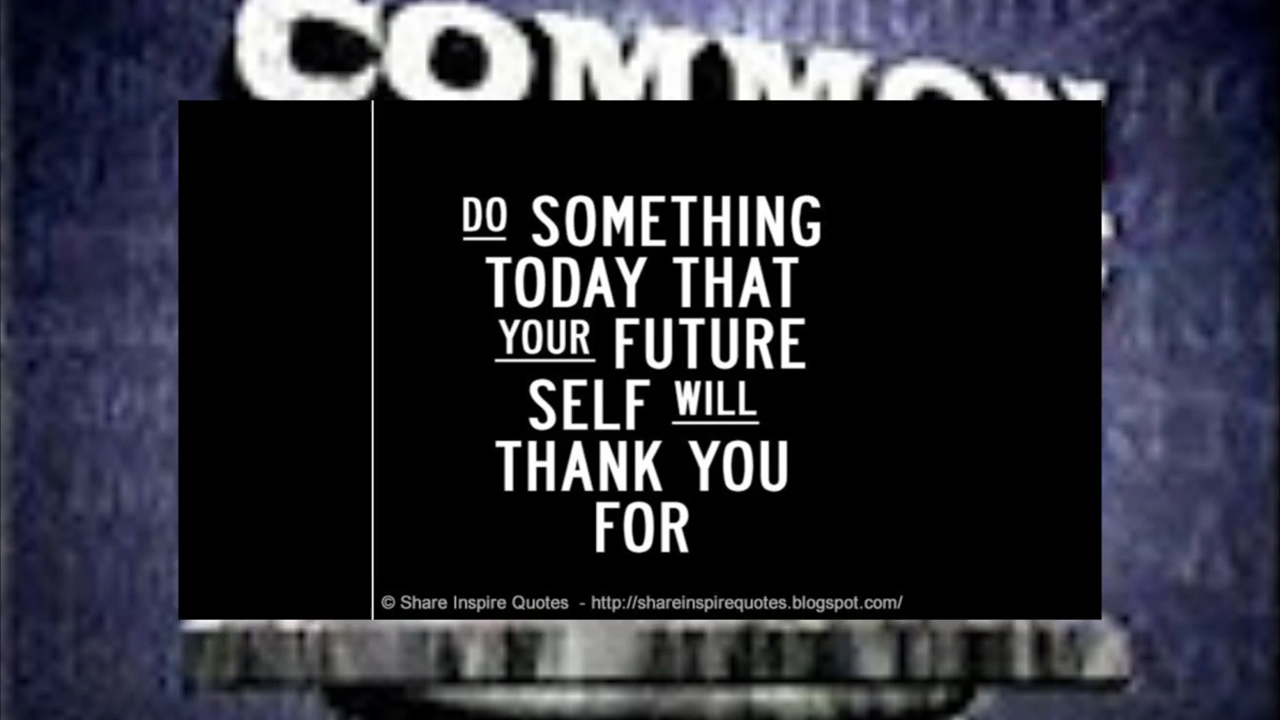 COMMON
DO SOMETHING
TODAY THAT
YOUR FUTURE
SELF WILL
THANK YOU
FOR
© Share Inspire Quotes - http://shareinspirequotes.blogspot.com/